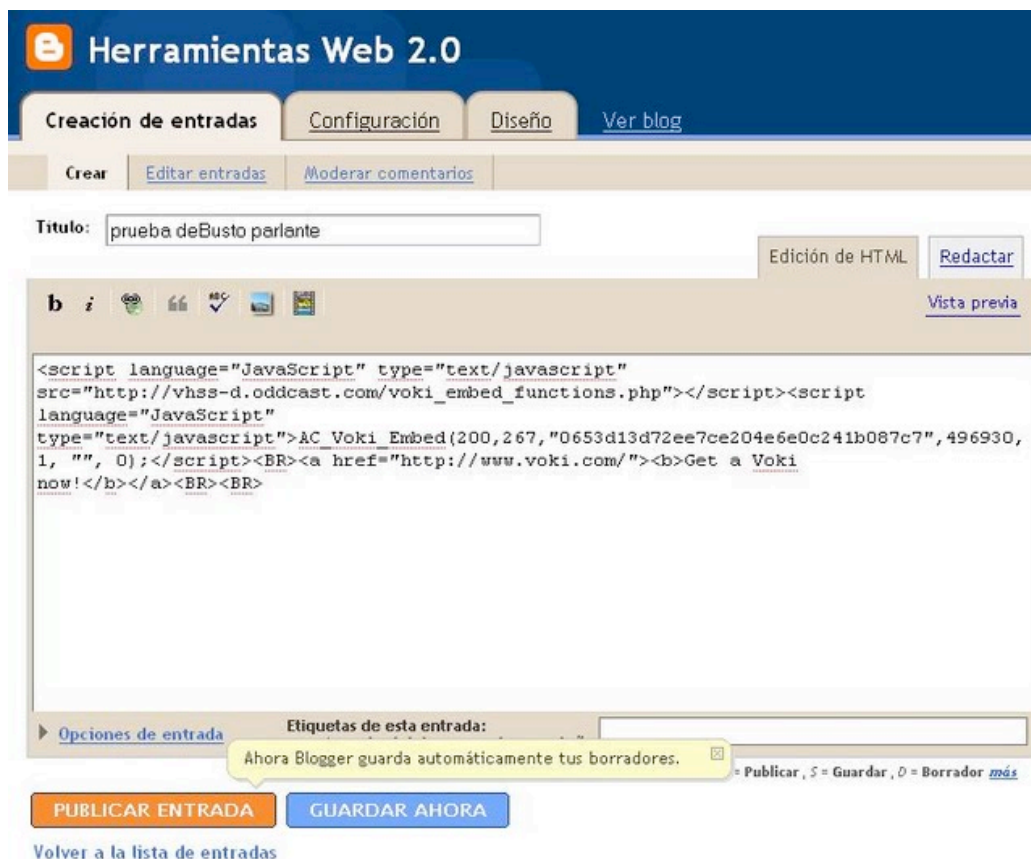 Herramientas Web 2.0
Creación de entradas Configuración Diseño Ver blog
Crear Editar entradas Moderar comentarios
Título: prueba deBusto parlante
Edición de HTML Redactar
b i ABC Vista previa
<script language="JavaScript" type="text/javascript"
src="http://vhss-d.oddcast.com/voki_embed_functions.php"></script><script
language="JavaScript"
type="text/javascript">AC_Voki_Embed(200,267,"0653d13d72ee7ce204e6e0c241b087c7",496930,
1, "", 0);</script><BR><a href="http://www.voki.com/"><b>Get a Voki
now!</b></a><BR><BR>
Opciones de entrada Etiquetas de esta entrada:
Ahora Blogger guarda automáticamente tus borradores.
= Publicar , S = Guardar , D = Borrador más
PUBLICAR ENTRADA GUARDAR AHORA
Volver a la lista de entradas